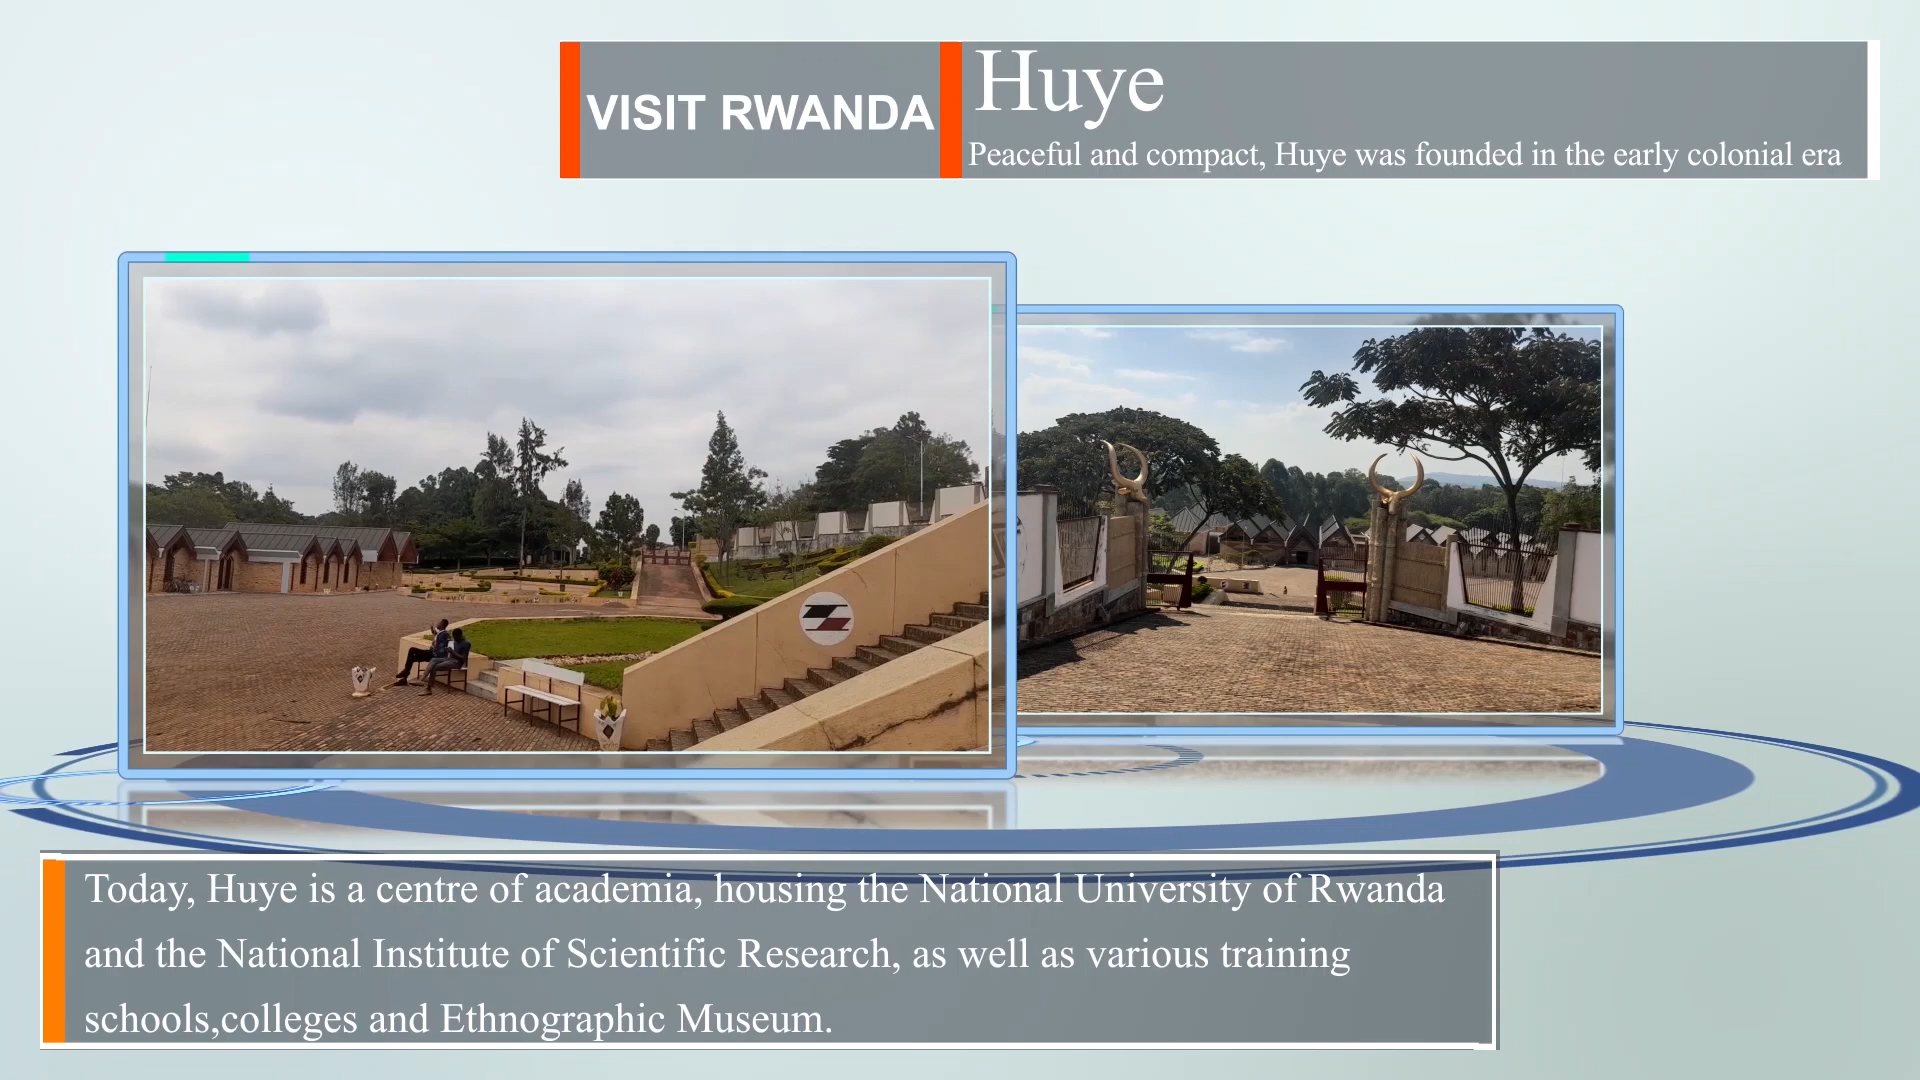 VISIT RWANDA
Huye
Peaceful and compact, Huye was founded in the early colonial era
Today, Huye is a centre of academia, housing the National University of Rwanda
and the National Institute of Scientific Research, as well as various training
schools,colleges and Ethnographic Museum.